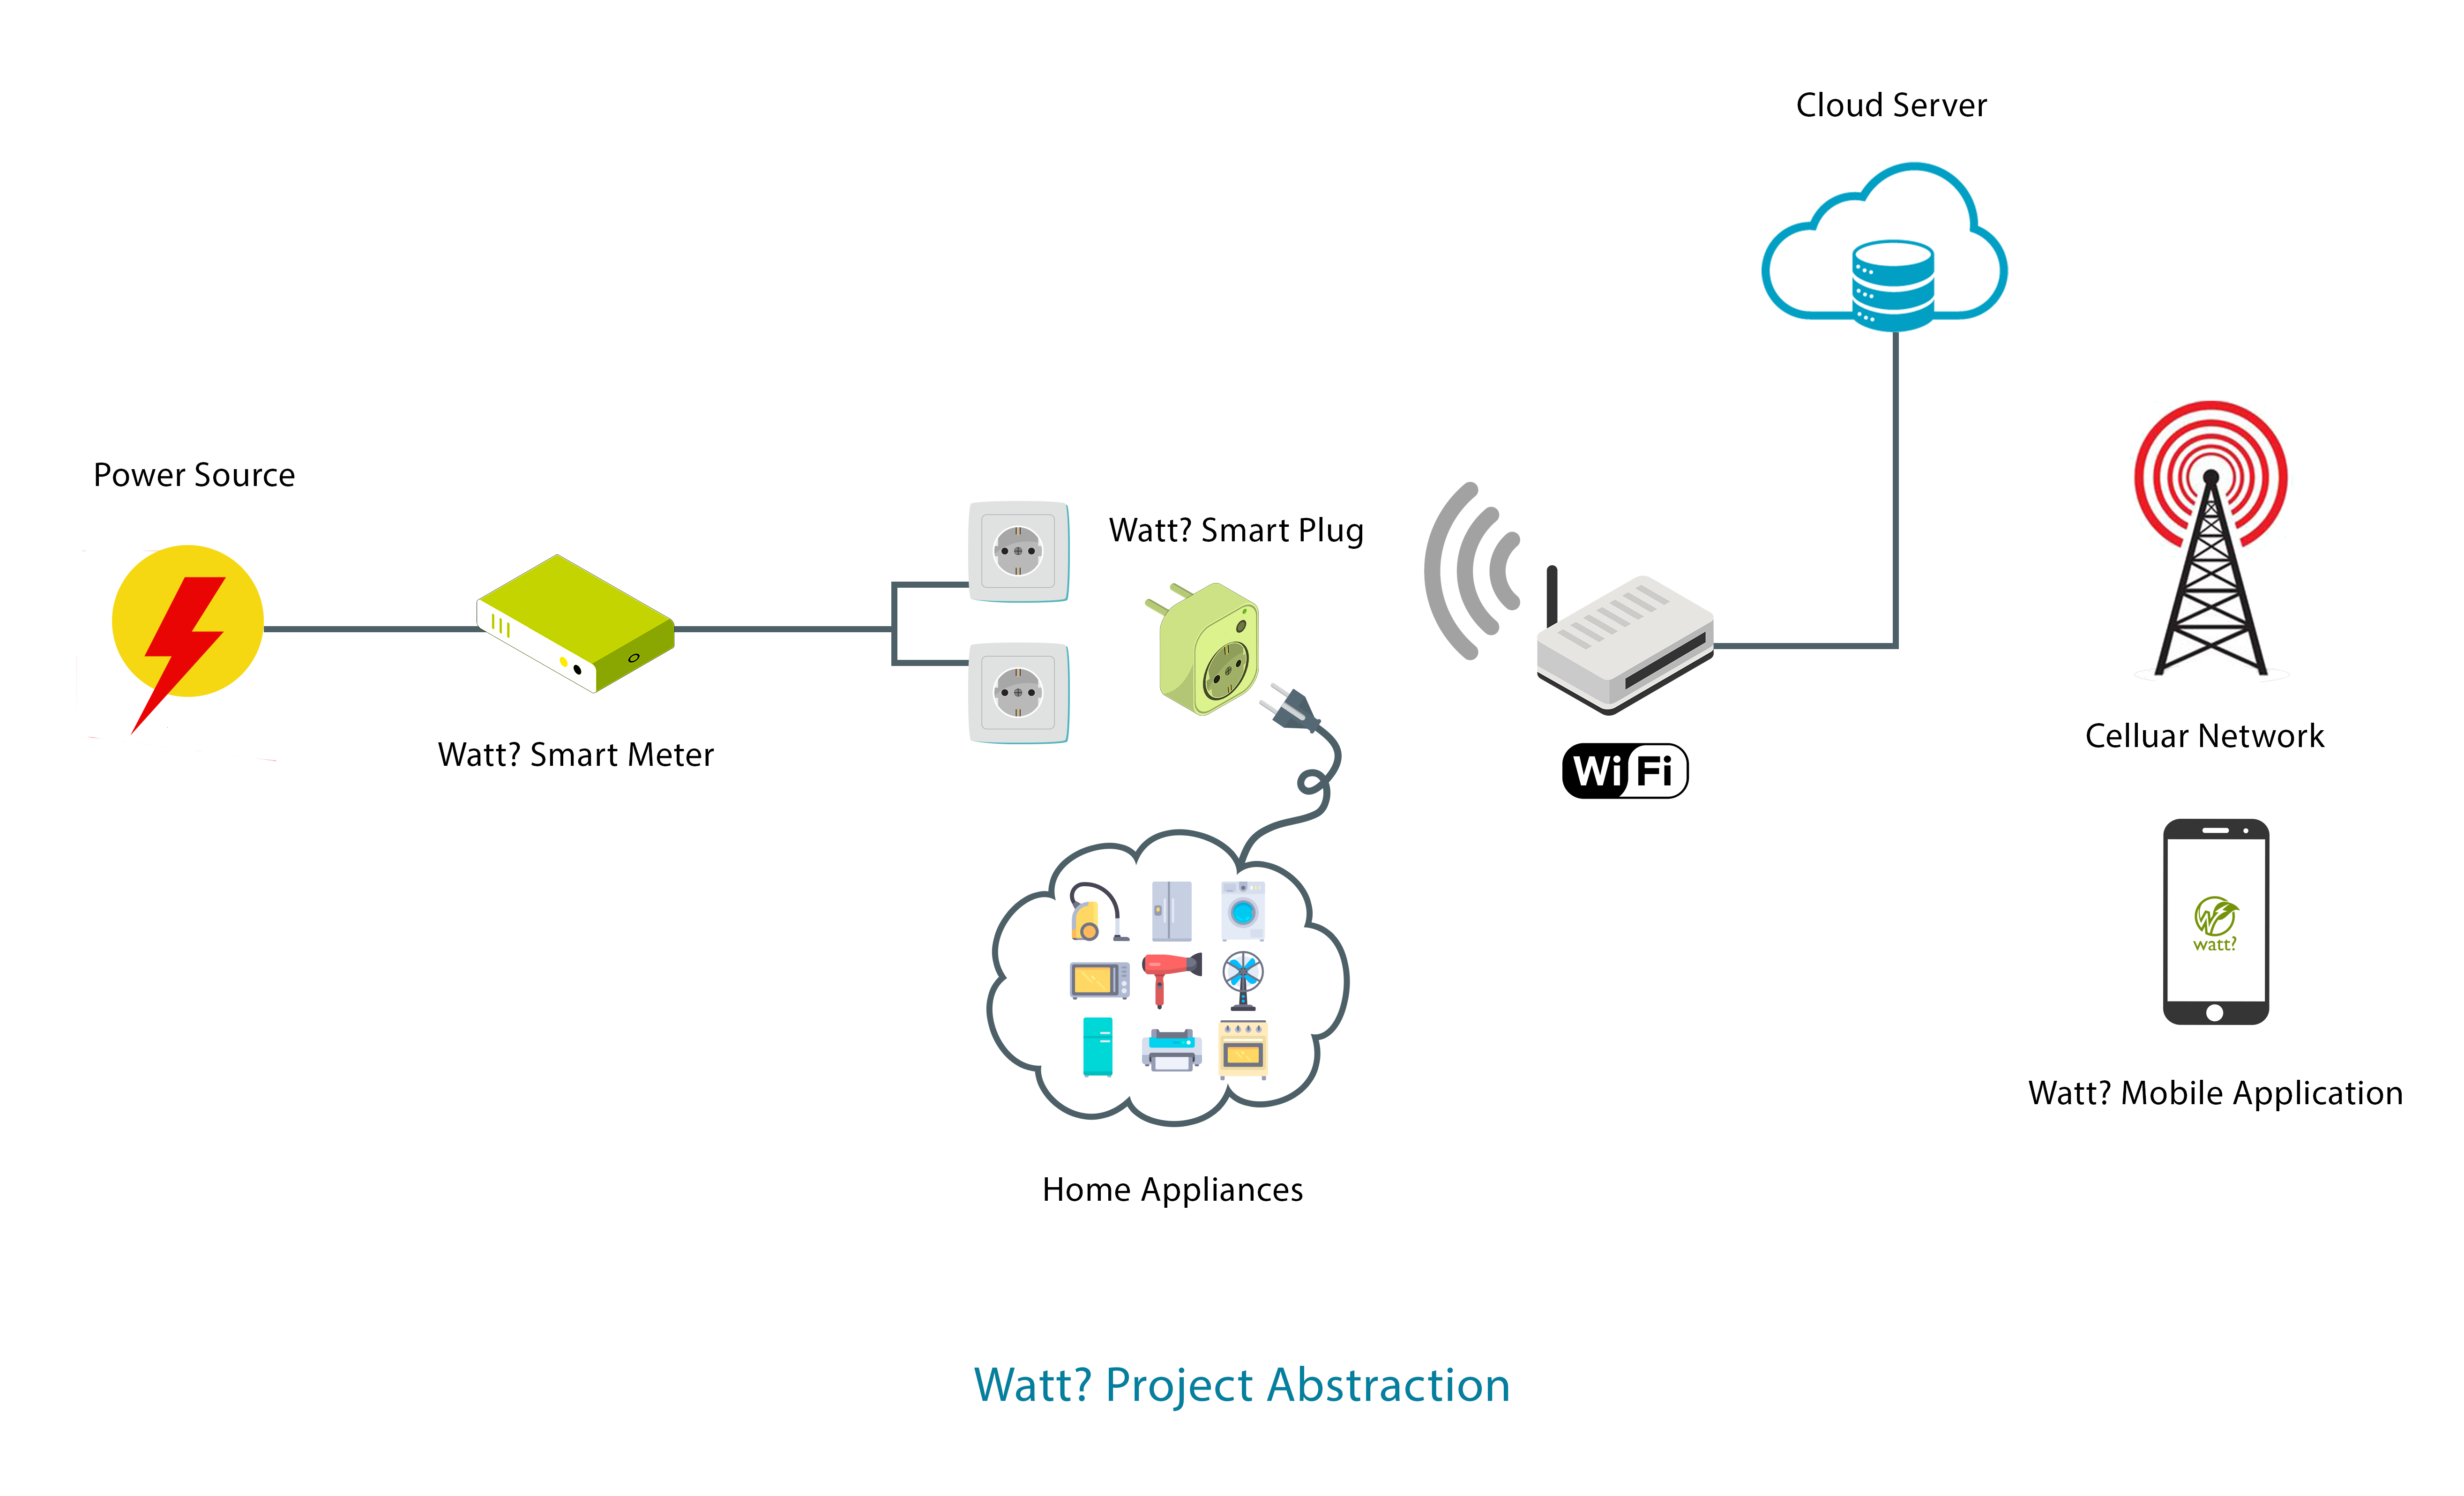 Cloud Server
Power Source
Watt? Smart Plug
Watt? Smart Meter
Celluar Network
WiFi
watt?
Watt? Mobile Application
Home Appliances
Watt? Project Abstraction